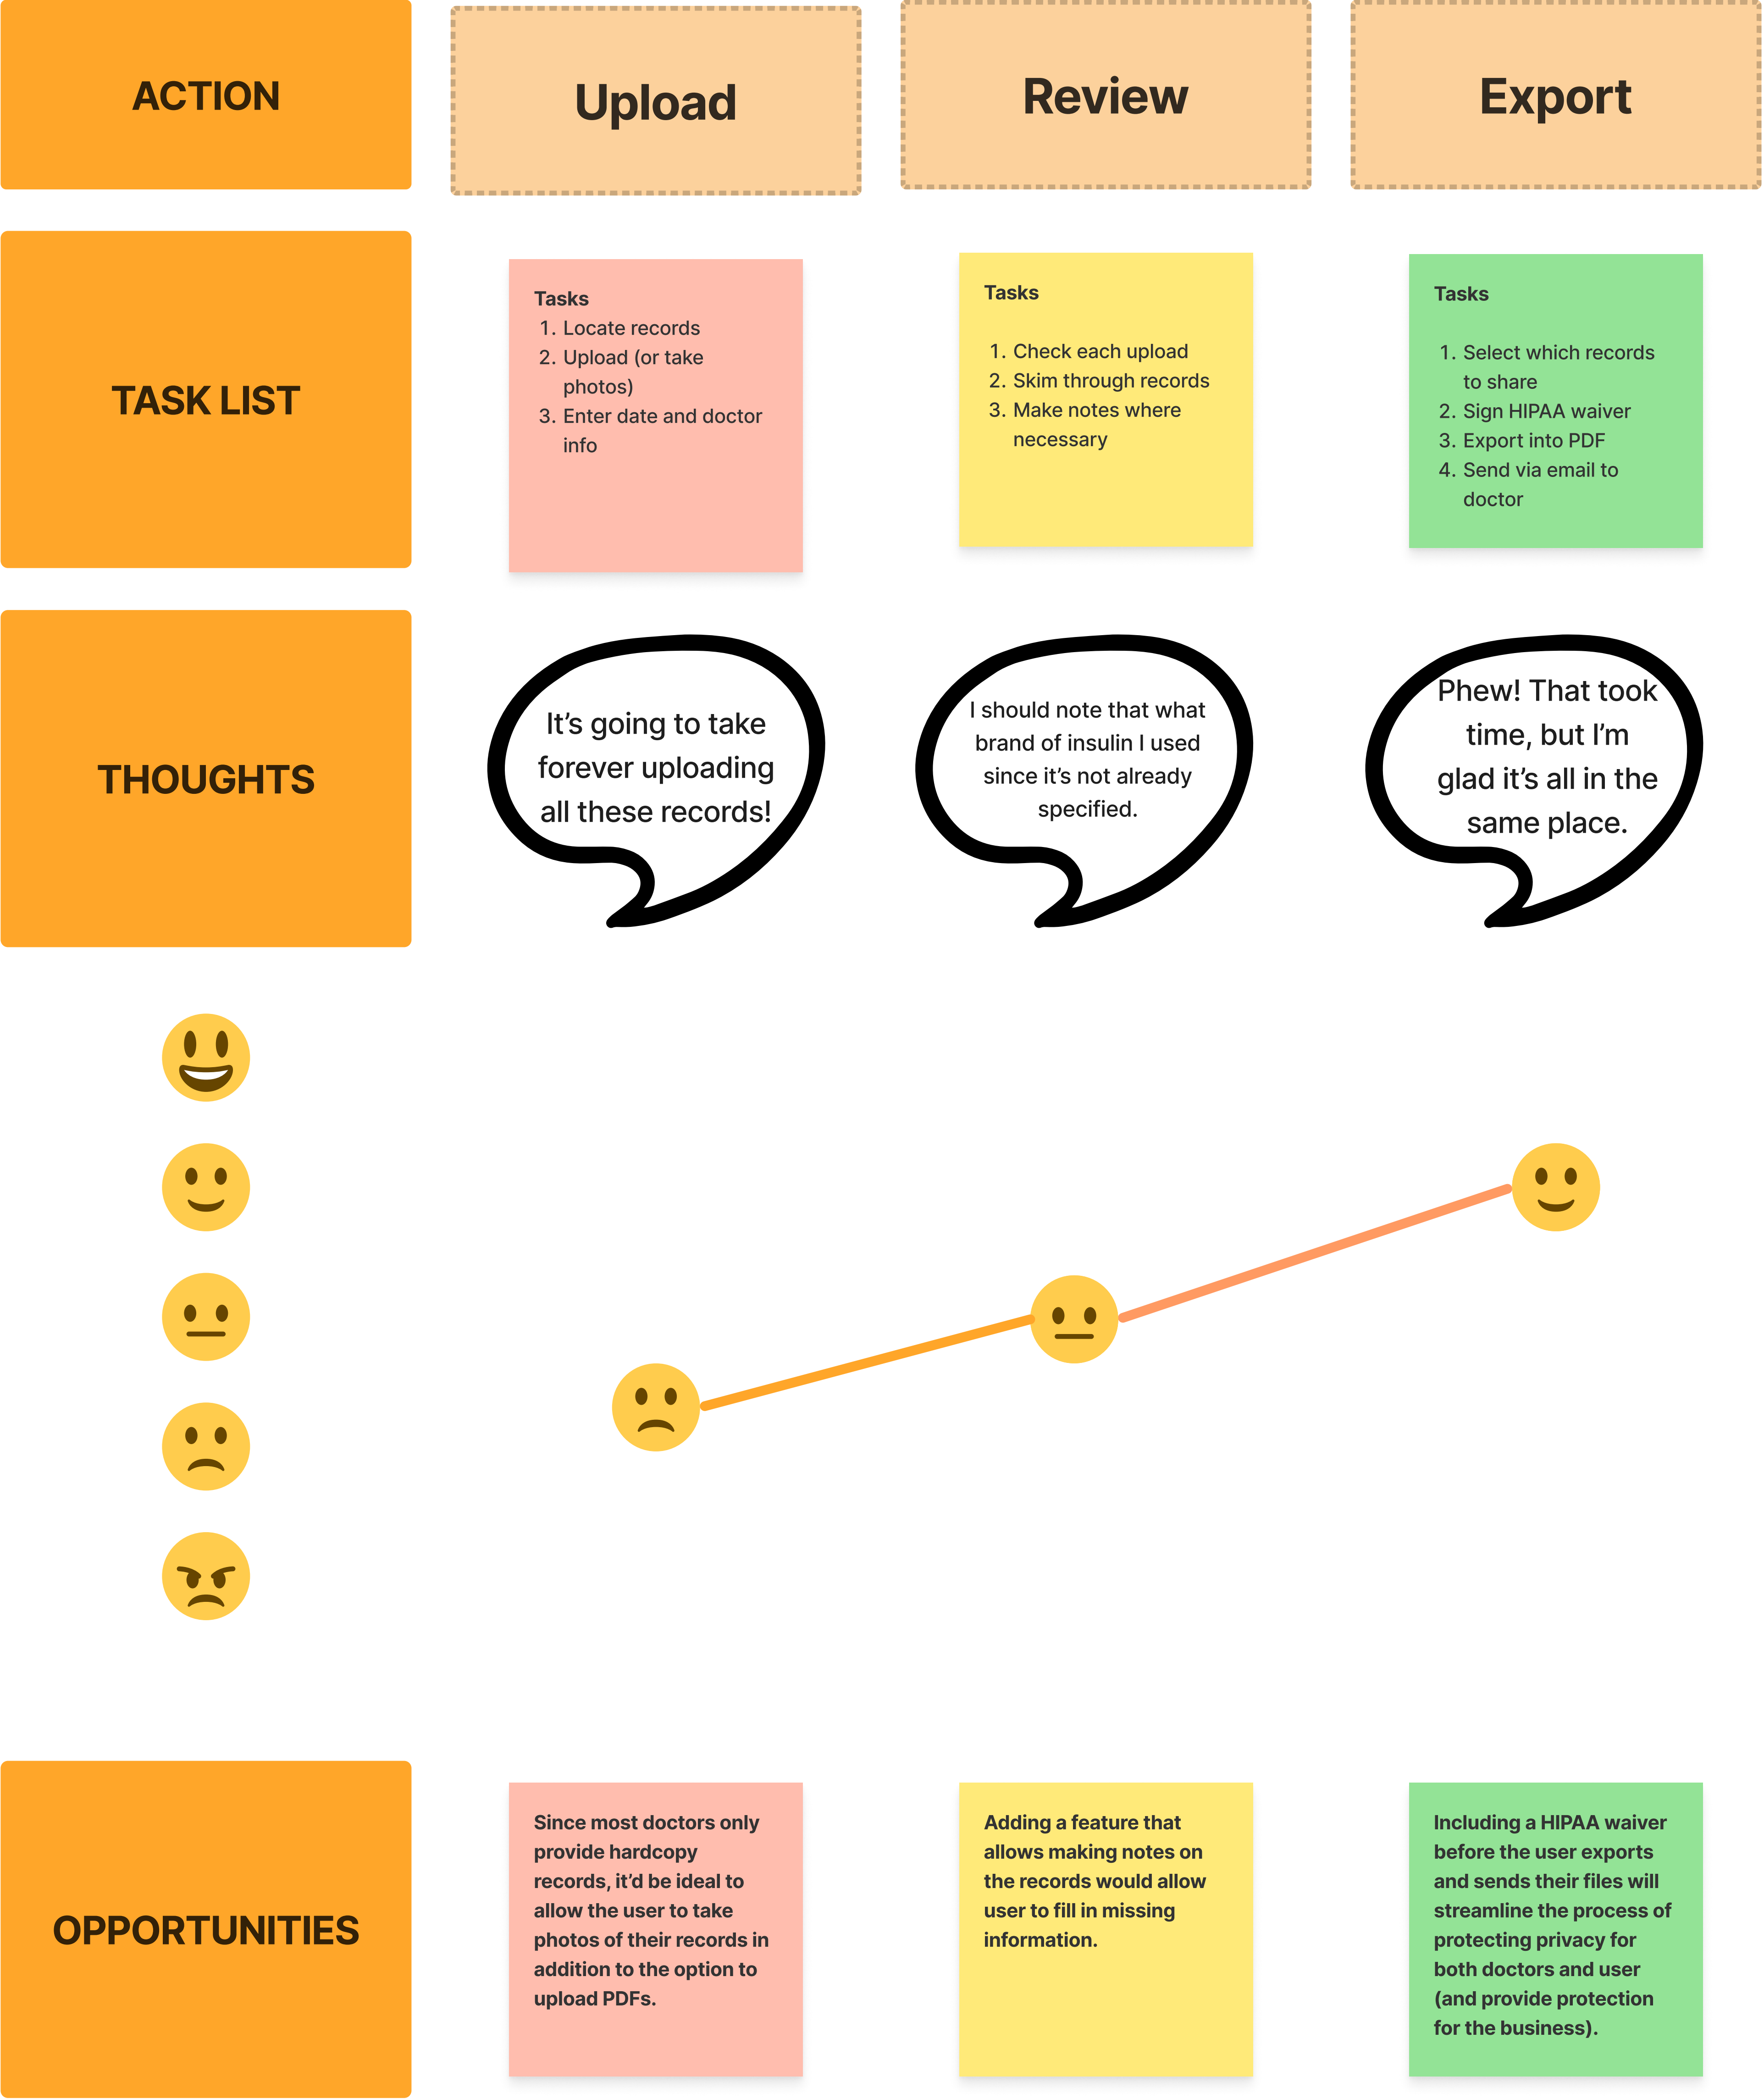 ACTION
Upload
Review
Export
TASK LIST
Tasks
1. Locate records
2. Upload (or take
photos)
3. Enter date and doctor
info
Tasks
1. Check each upload
2. Skim through records
3. Make notes where
necessary
Tasks
1. Select which records
to share
2. Sign HIPAA waiver
3. Export into PDF
4. Send via email to
doctor
THOUGHTS
It’s going to take
forever uploading
all these records!
I should note that what
brand of insulin I used
since it’s not already
specified.
Phew! That took
time, but I’m
glad it’s all in the
same place.
OPPORTUNITIES
Since most doctors only
provide hardcopy
records, it’d be ideal to
allow the user to take
photos of their records in
addition to the option to
upload PDFs.
Adding a feature that
allows making notes on
the records would allow
user to fill in missing
information.
Including a HIPAA waiver
before the user exports
and sends their files will
streamline the process of
protecting privacy for
both doctors and user
(and provide protection
for the business).